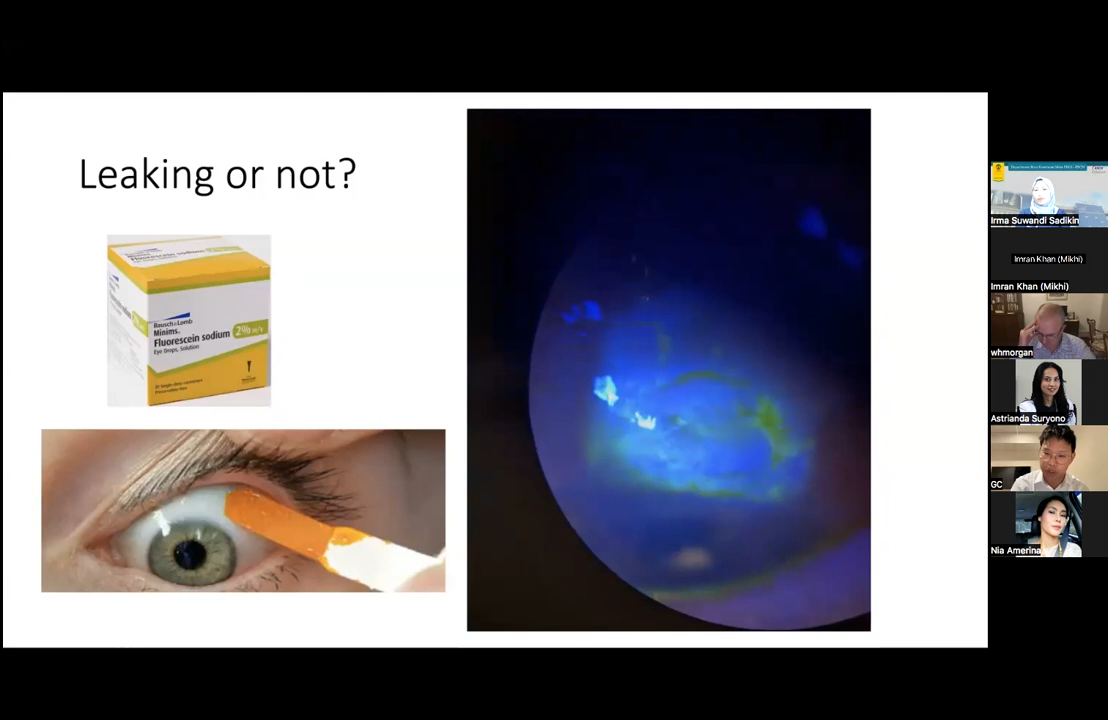 Leaking or not?
Bausch+Lomb
Minims.
Fluorescein sodium 2% w/v
Eye Drops, Solution
Irma Suwandi Sadikin
Imran Khan (Mikhi)
Imran Khan (Mikhi)
whmorgan
Astrianda Suryono
GC
Nia Amerina